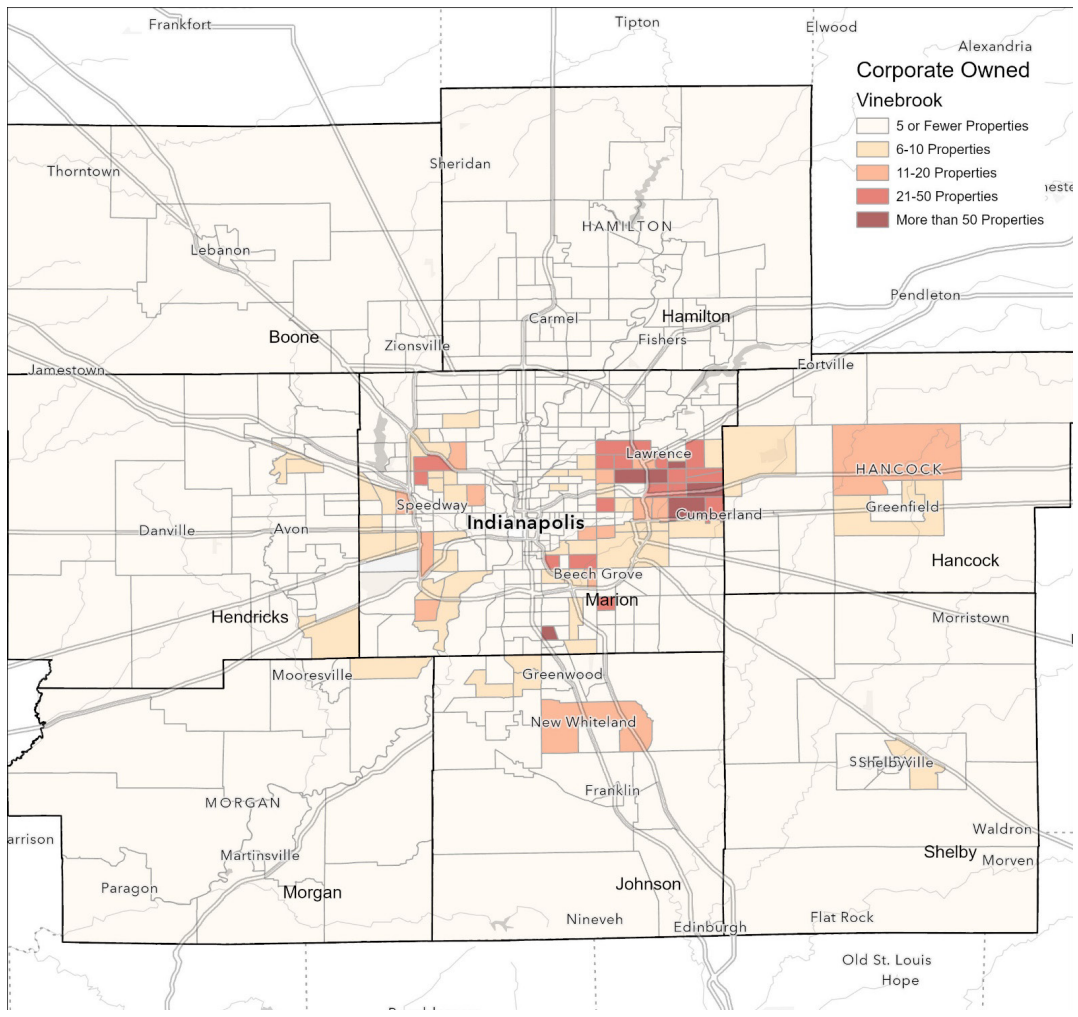 Frankfort
Tipton
Elwood
Alexandria
Corporate Owned
Vinebrook
5 or Fewer Properties
6-10 Properties
11-20 Properties
21-50 Properties
More than 50 Properties
Thorntown
Sheridan
HAMILTON
Lebanon
Pendleton
Carmel
Hamilton
Boone
Zionsville
Fishers
Jamestown
Fortville
Lawrence
HANCOCK
Speedway
Greenfield
Cumberland
Indianapolis
Danville
Avon
Hancock
Beech Grove
Marion
Hendricks
Morristown
Mooresville
Greenwood
New Whiteland
Shelbyville
Franklin
MORGAN
Waldron
arrison
Martinsville
Shelby
Morven
Paragon
Morgan
Johnson
Nineveh
Edinburgh
Flat Rock
Old St. Louis
Hope